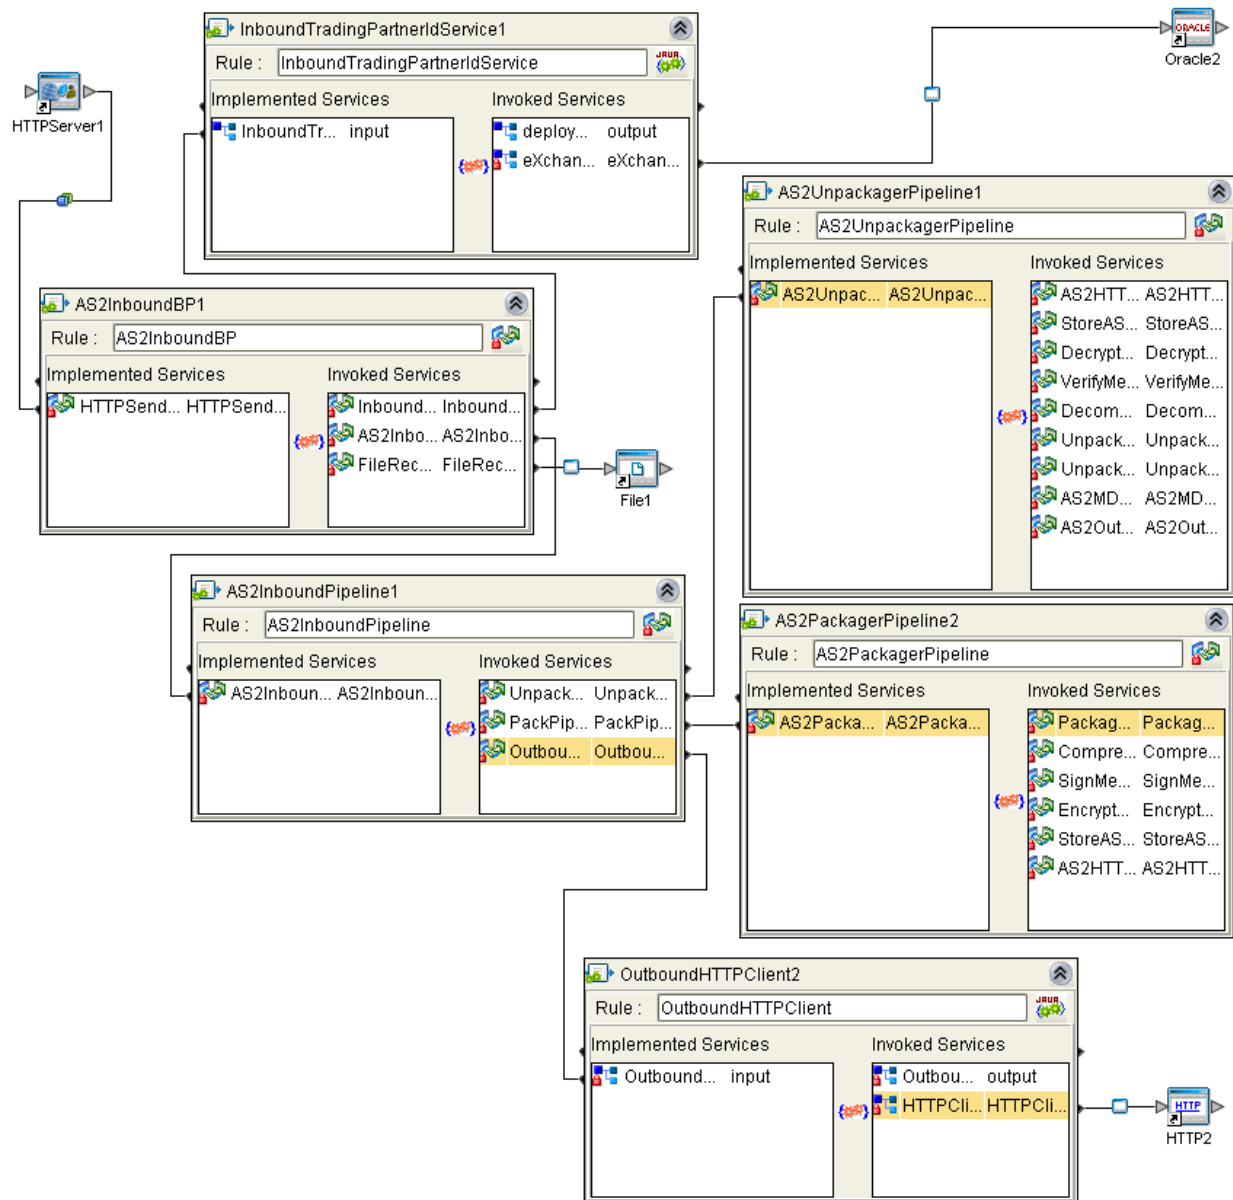 InboundTradingPartnerIdService1
Rule : InboundTradingPartnerIdService
JAVA
Implemented Services
Invoked Services
InboundTr... input
deploy... output
eXchan... eXchan...
ORACLE
Oracle2
HTTPServer1
AS2UnpackagerPipeline1
Rule : AS2UnpackagerPipeline
Implemented Services
Invoked Services
AS2Unpac... AS2Unpac...
AS2HTT... AS2HTT...
StoreAS... StoreAS...
Decrypt... Decrypt...
VerifyMe... VerifyMe...
Decom... Decom...
Unpack... Unpack...
Unpack... Unpack...
AS2MD... AS2MD...
AS2Out... AS2Out...
AS2InboundBP1
Rule : AS2InboundBP
Implemented Services
Invoked Services
HTTPSend... HTTPSend...
Inbound... Inbound...
AS2Inbo... AS2Inbo...
FileRec... FileRec...
File1
AS2InboundPipeline1
Rule : AS2InboundPipeline
Implemented Services
Invoked Services
AS2Inboun... AS2Inboun...
Unpack... Unpack...
PackPip... PackPip...
Outbou... Outbou...
AS2PackagerPipeline2
Rule : AS2PackagerPipeline
Implemented Services
Invoked Services
AS2Packa... AS2Packa...
Packag... Packag...
Compre... Compre...
SignMe... SignMe...
Encrypt... Encrypt...
StoreAS... StoreAS...
AS2HTT... AS2HTT...
OutboundHTTPClient2
Rule : OutboundHTTPClient
JAVA
Implemented Services
Invoked Services
Outbound... input
Outbou... output
HTTPCli... HTTPCli...
HTTP
HTTP2